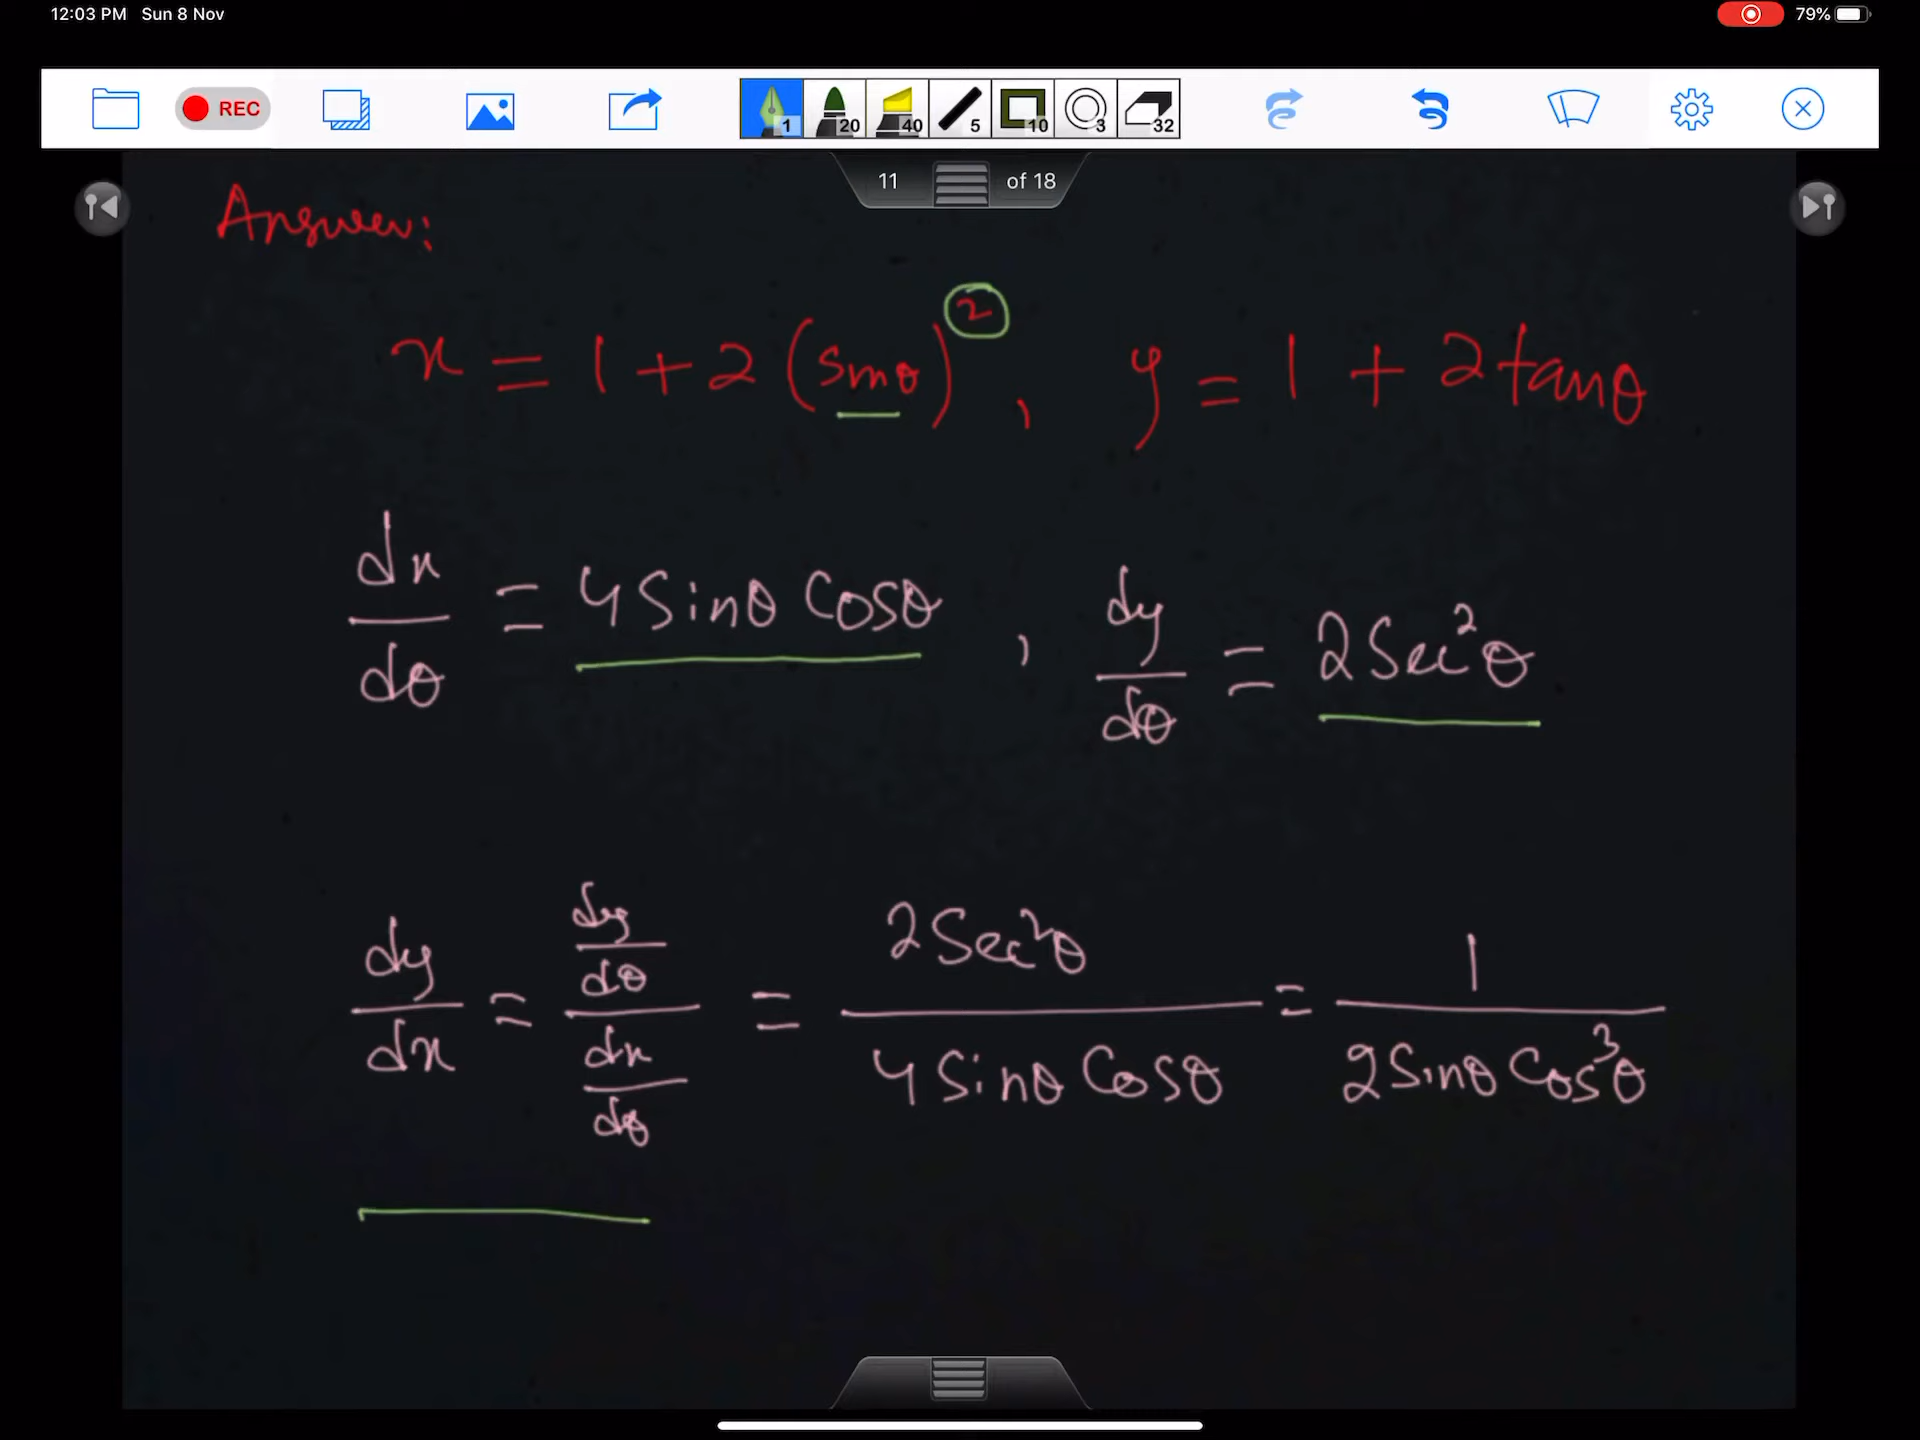 12:03 PM Sun 8 Nov 79%
REC 1 20 40 5 10 3 32
11 of 18
Answer:
x = 1 + 2 (sinθ)², y = 1 + 2tanθ
dx/dθ = 4 Sinθ Cosθ , dy/dθ = 2 Sec²θ
dy/dx = (dy/dθ)/(dx/dθ) = 2 Sec²θ/(4 Sinθ Cosθ) = 1/(2 Sinθ Cos³θ)